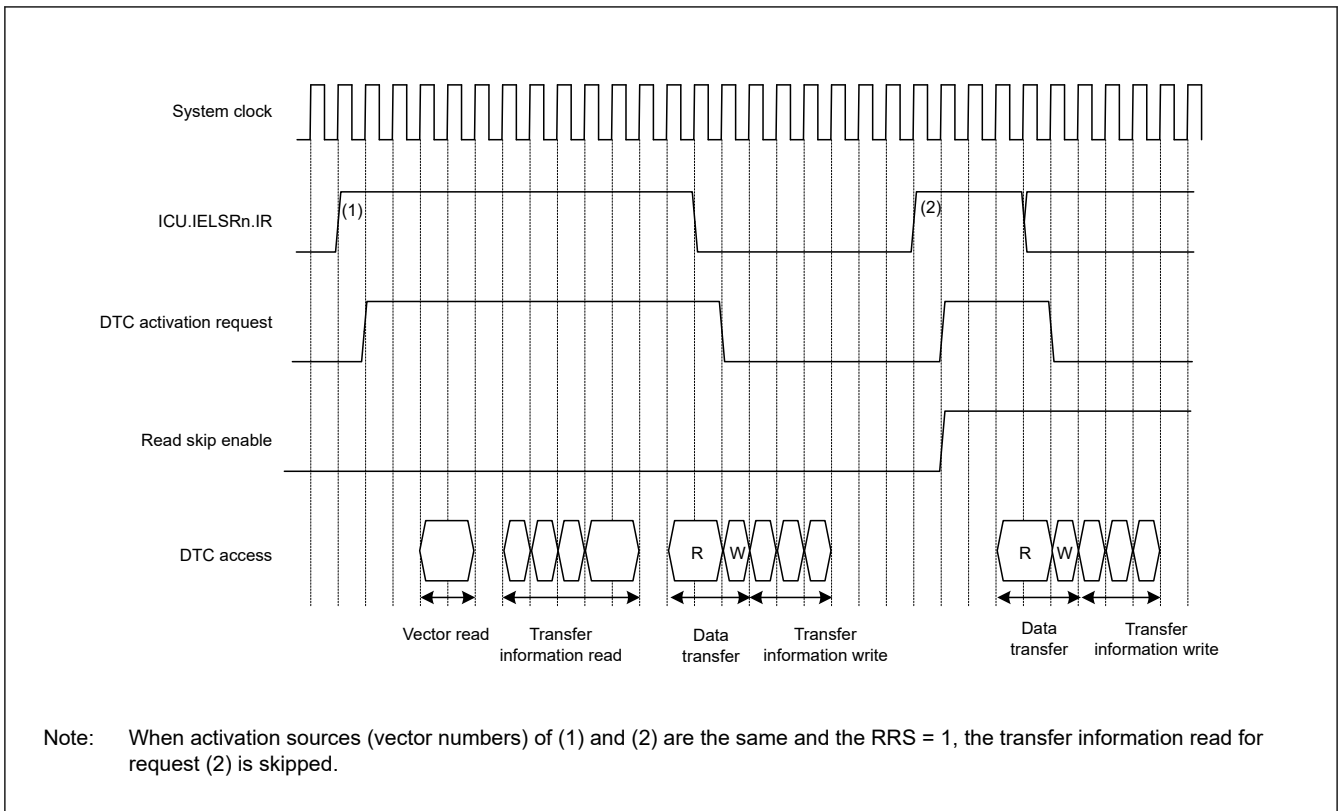 System clock
ICU.IELSRn.IR
(1)
(2)
DTC activation request
Read skip enable
DTC access
R
W
R
W
Vector read
Transfer
information read
Data
transfer
Transfer
information write
Data
transfer
Transfer
information write
Note: When activation sources (vector numbers) of (1) and (2) are the same and the RRS = 1, the transfer information read for
request (2) is skipped.